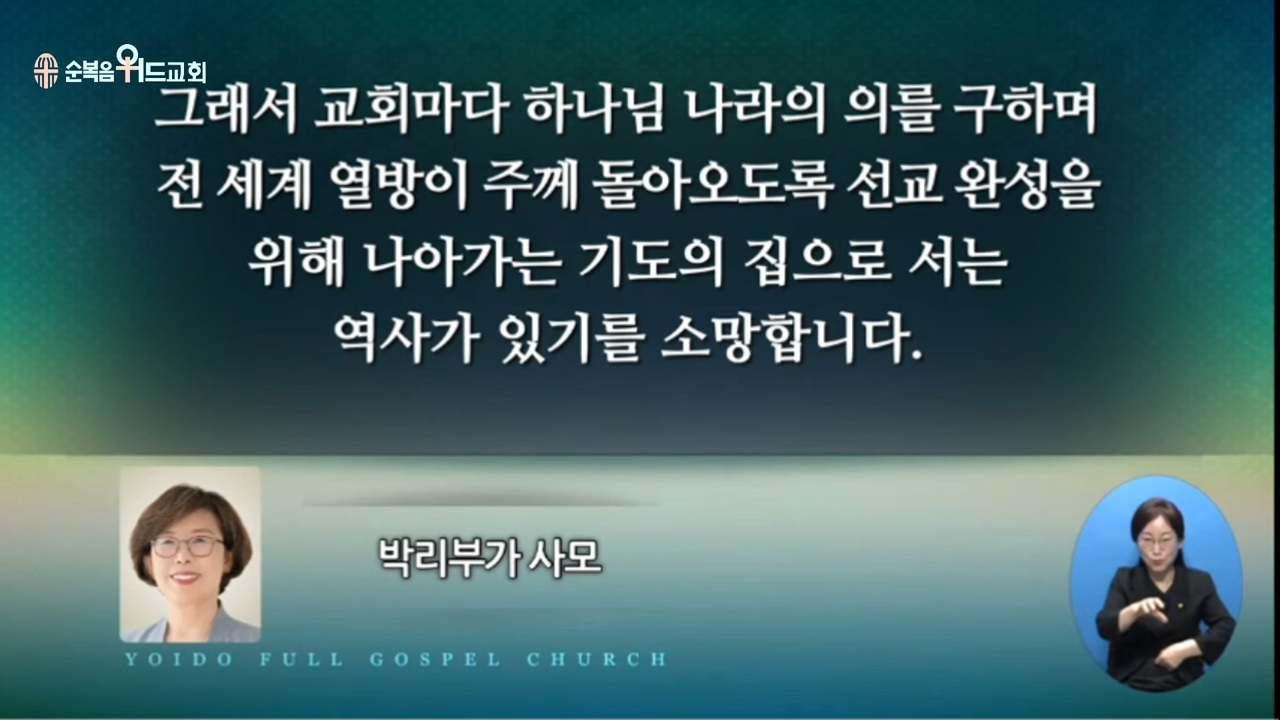 순복음위드교회
그래서 교회마다 하나님 나라의 의를 구하며
전 세계 열방이 주께 돌아오도록 선교 완성을
위해 나아가는 기도의 집으로 서는
역사가 있기를 소망합니다.
박리부가 사모
YOIDO FULL GOSPEL CHURCH